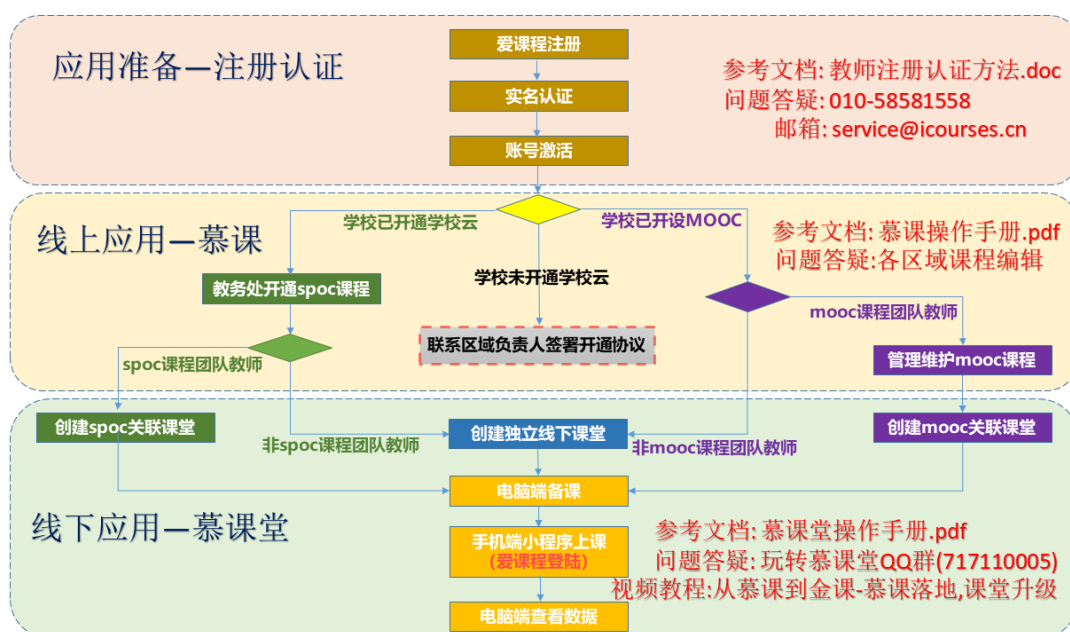 爱课程注册
应用准备—注册认证
参考文档: 教师注册认证方法.doc
实名认证
问题答疑: 010-58581558
邮箱: service@icourses.cn
账号激活
学校已开通学校云
学校已开设MOOC
线上应用—慕课
参考文档: 慕课操作手册.pdf
问题答疑:各区域课程编辑
学校未开通学校云
教务处开通spoc课程
mooc课程团队教师
联系区域负责人签署开通协议
spoc课程团队教师
管理维护mooc课程
创建spoc关联课堂
创建独立线下课堂
创建mooc关联课堂
非spoc课程团队教师
非mooc课程团队教师
电脑端备课
线下应用—慕课堂
手机端小程序上课
(爱课程登陆)
参考文档: 慕课堂操作手册.pdf
问题答疑: 玩转慕课堂QQ群(717110005)
视频教程:从慕课到金课-慕课落地,课堂升级
电脑端查看数据